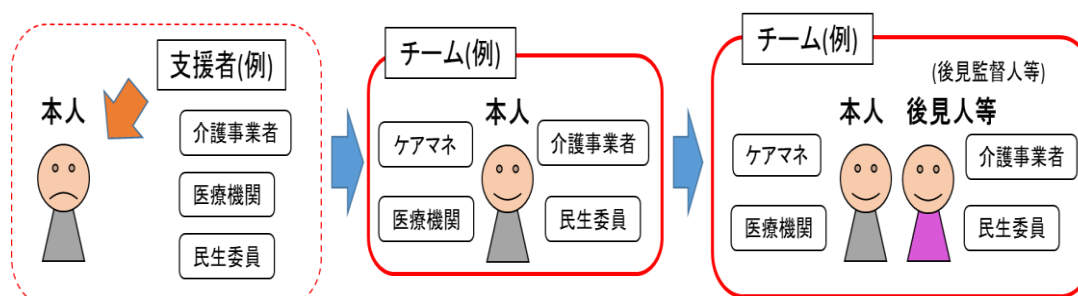 支援者(例)
本人
介護事業者
医療機関
民生委員
チーム(例)
本人
ケアマネ
介護事業者
医療機関
民生委員
チーム(例)
(後見監督人等)
本人 後見人等
ケアマネ
介護事業者
医療機関
民生委員